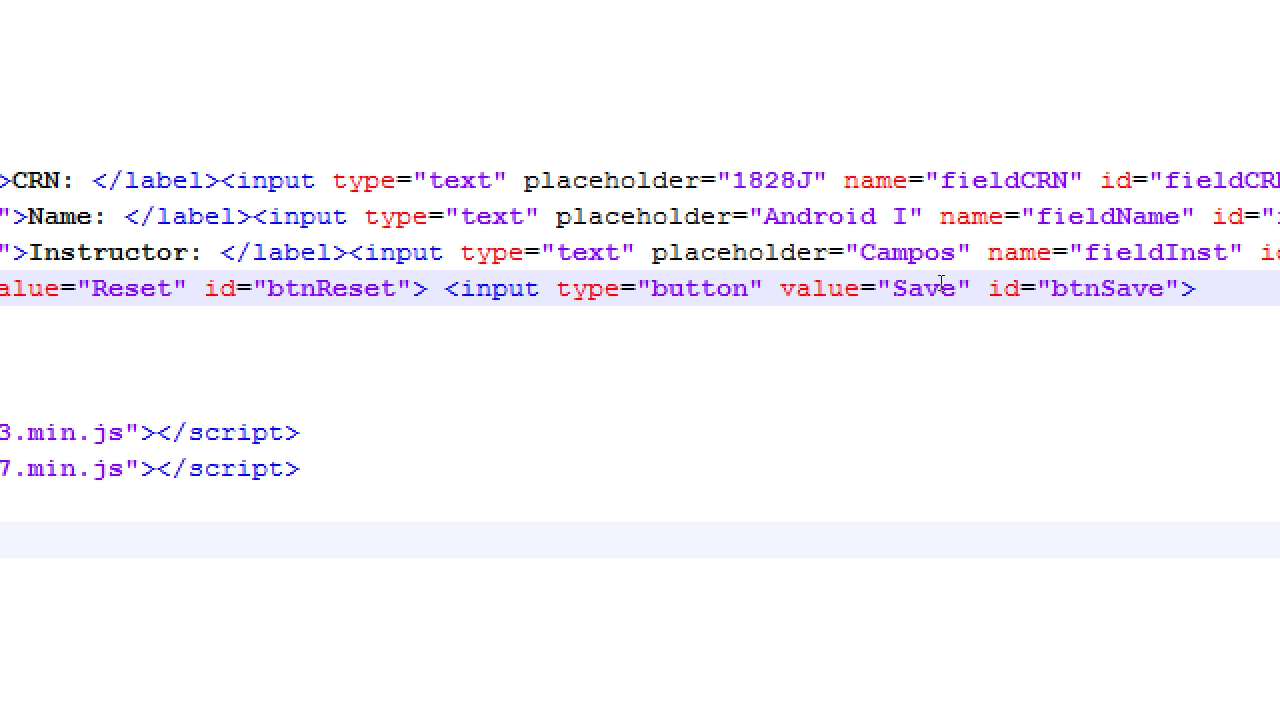 >CRN: </label><input type="text" placeholder="1828J" name="fieldCRN" id="fieldCRN
">Name: </label><input type="text" placeholder="Android I" name="fieldName" id="
">Instructor: </label><input type="text" placeholder="Campos" name="fieldInst" id
alue="Reset" id="btnReset"> <input type="button" value="Save" id="btnSave">
3.min.js"></script>
7.min.js"></script>